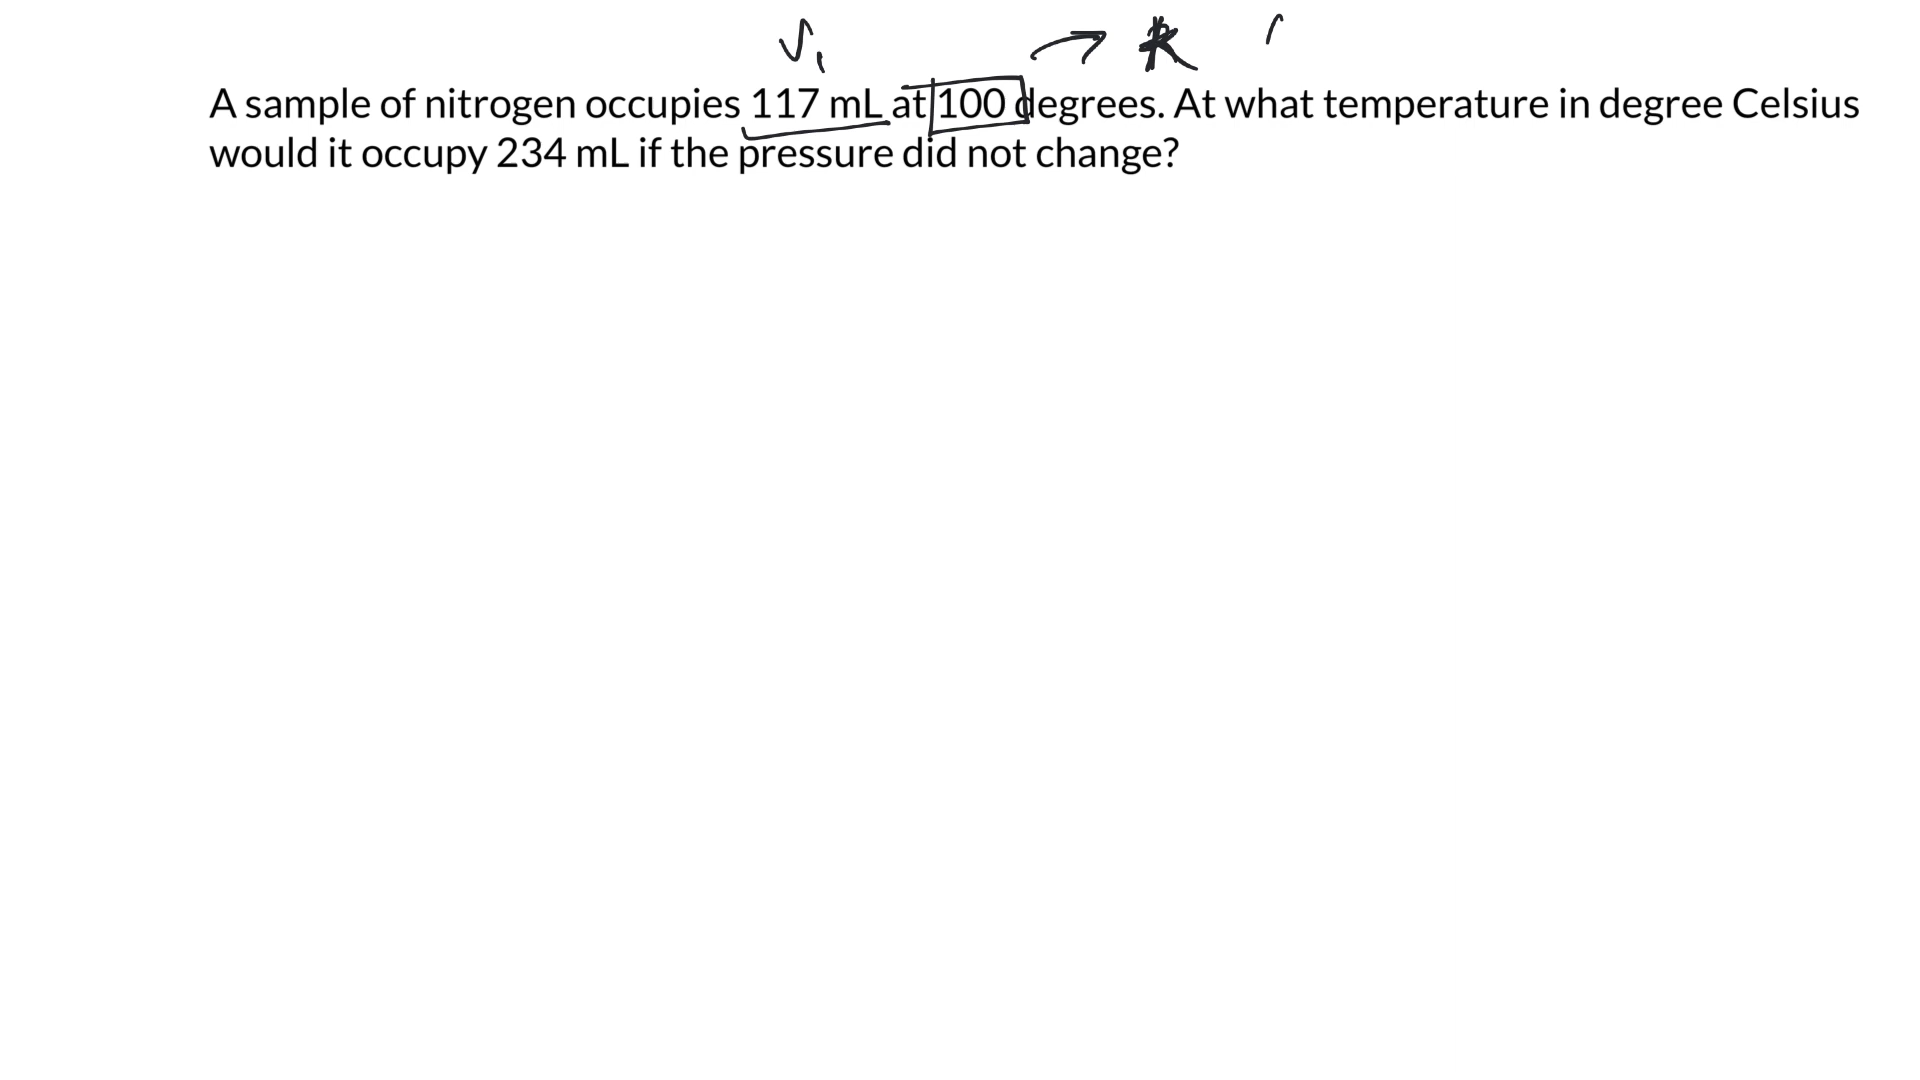 V₁ → K
A sample of nitrogen occupies 117 mL at 100 degrees. At what temperature in degree Celsius
would it occupy 234 mL if the pressure did not change?